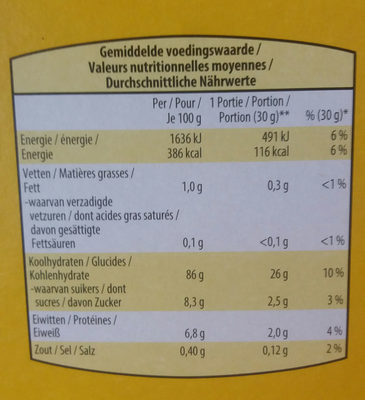 Gemiddelde voedingswaarde /
Valeurs nutritionnelles moyennes /
Durchschnittliche Nährwerte
Per / Pour / 1 Portie / Portion /
Je 100 g Portion (30 g)** % (30 g)*
Energie / énergie / 1636 kJ 491 kJ 6 %
Energie 386 kcal 116 kcal 6 %
Vetten / Matières grasses /
Fett 1,0 g 0,3 g <1 %
-waarvan verzadigde
vetzuren / dont acides gras saturés /
davon gesättigte
Fettsäuren 0,1 g <0,1 g <1 %
Koolhydraten / Glucides /
Kohlenhydrate 86 g 26 g 10 %
-waarvan suikers / dont
sucres / davon Zucker 8,3 g 2,5 g 3 %
Eiwitten / Protéines /
Eiweiß 6,8 g 2,0 g 4 %
Zout / Sel / Salz 0,40 g 0,12 g 2 %